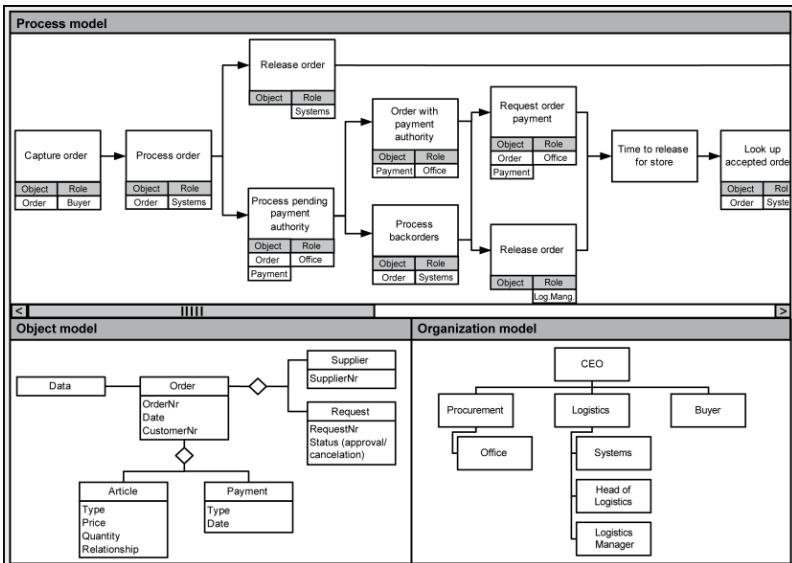 Process model
Release order
Object Role
Systems
Capture order
Object Role
Order Buyer
Process order
Object Role
Order Systems
Process pending
payment
authority
Object Role
Order Office
Payment
Order with
payment
authority
Object Role
Payment Office
Process
backorders
Object Role
Order Systems
Request order
payment
Object Role
Order Office
Payment
Release order
Object Role
Log.Mang.
Time to release
for store
Look up
accepted orde
Object Rol
Order Syste
< >
Object model
Data
Order
OrderNr
Date
CustomerNr
Supplier
SupplierNr
Request
RequestNr
Status (approval/
cancelation)
Article
Type
Price
Quantity
Relationship
Payment
Type
Date
Organization model
CEO
Procurement
Logistics
Buyer
Office
Systems
Head of
Logistics
Logistics
Manager